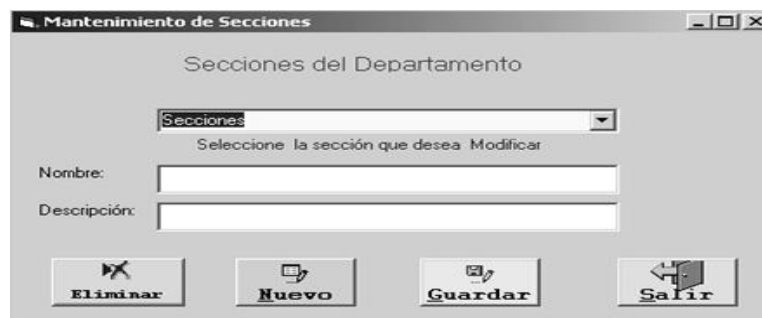 Mantenimiento de Secciones
Secciones del Departamento
Secciones
Seleccione la sección que desea Modificar
Nombre:
Descripción:
Eliminar Nuevo Guardar Salir